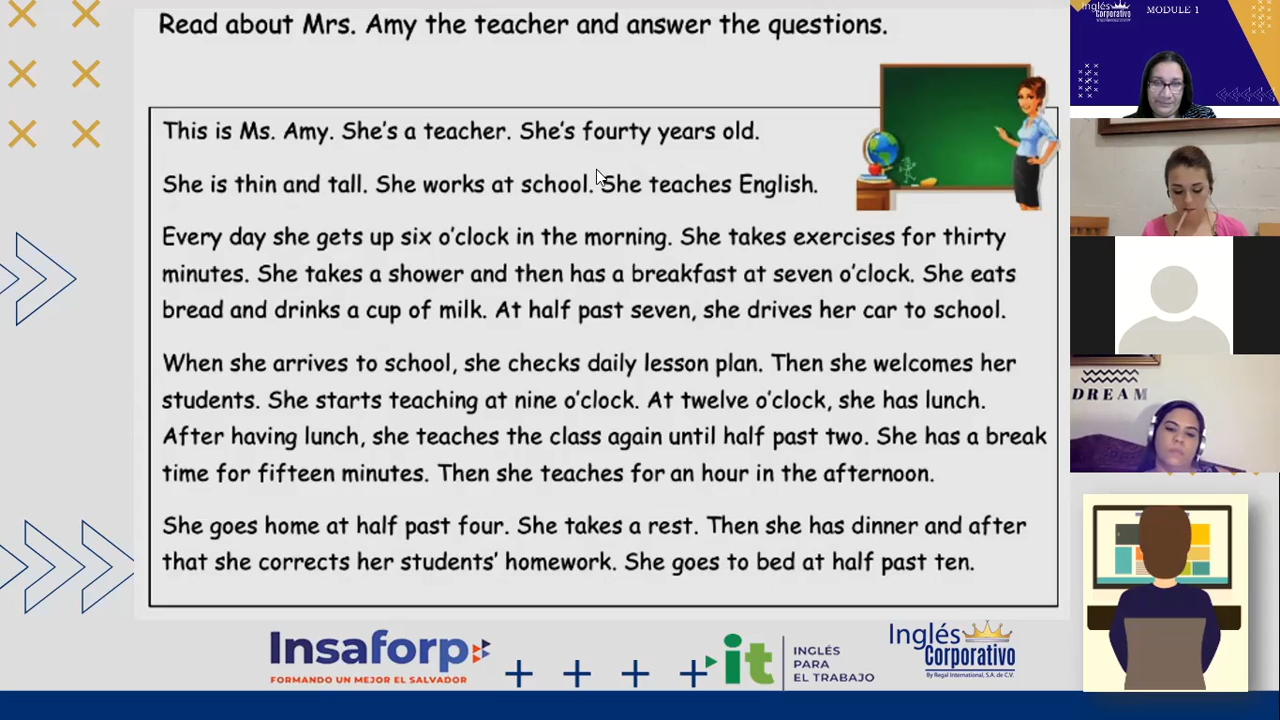 Read about Mrs. Amy the teacher and answer the questions.
This is Ms. Amy. She's a teacher. She's fourty years old.
She is thin and tall. She works at school. She teaches English.
Every day she gets up six o'clock in the morning. She takes exercises for thirty
minutes. She takes a shower and then has a breakfast at seven o'clock. She eats
bread and drinks a cup of milk. At half past seven, she drives her car to school.
When she arrives to school, she checks daily lesson plan. Then she welcomes her
students. She starts teaching at nine o'clock. At twelve o'clock, she has lunch.
After having lunch, she teaches the class again until half past two. She has a break
time for fifteen minutes. Then she teaches for an hour in the afternoon.
She goes home at half past four. She takes a rest. Then she has dinner and after
that she corrects her students' homework. She goes to bed at half past ten.
Insaforp
FORMANDO UN MEJOR EL SALVADOR
it
INGLÉS
PARA
EL TRABAJO
Inglés
Corporativo
By Regal International, S.A. de C.V.
Inglés
Corporativo
MODULE 1
DREAM